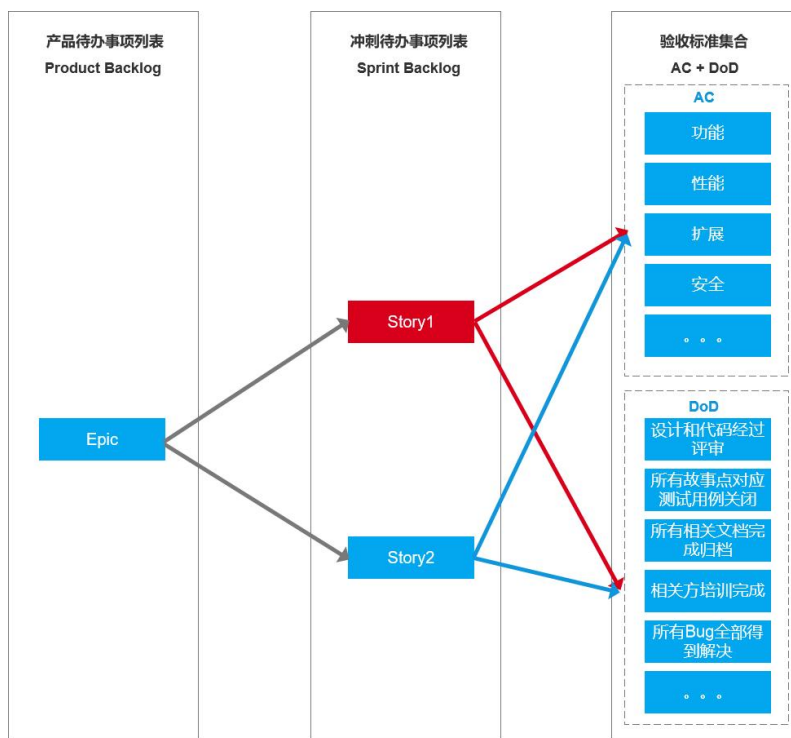 产品待办事项列表
Product Backlog
冲刺待办事项列表
Sprint Backlog
验收标准集合
AC + DoD
AC
功能
性能
扩展
安全
。。。
Story1
Epic
Story2
DoD
设计和代码经过
评审
所有故事点对应
测试用例关闭
所有相关文档完
成归档
相关方培训完成
所有Bug全部得
到解决
。。。